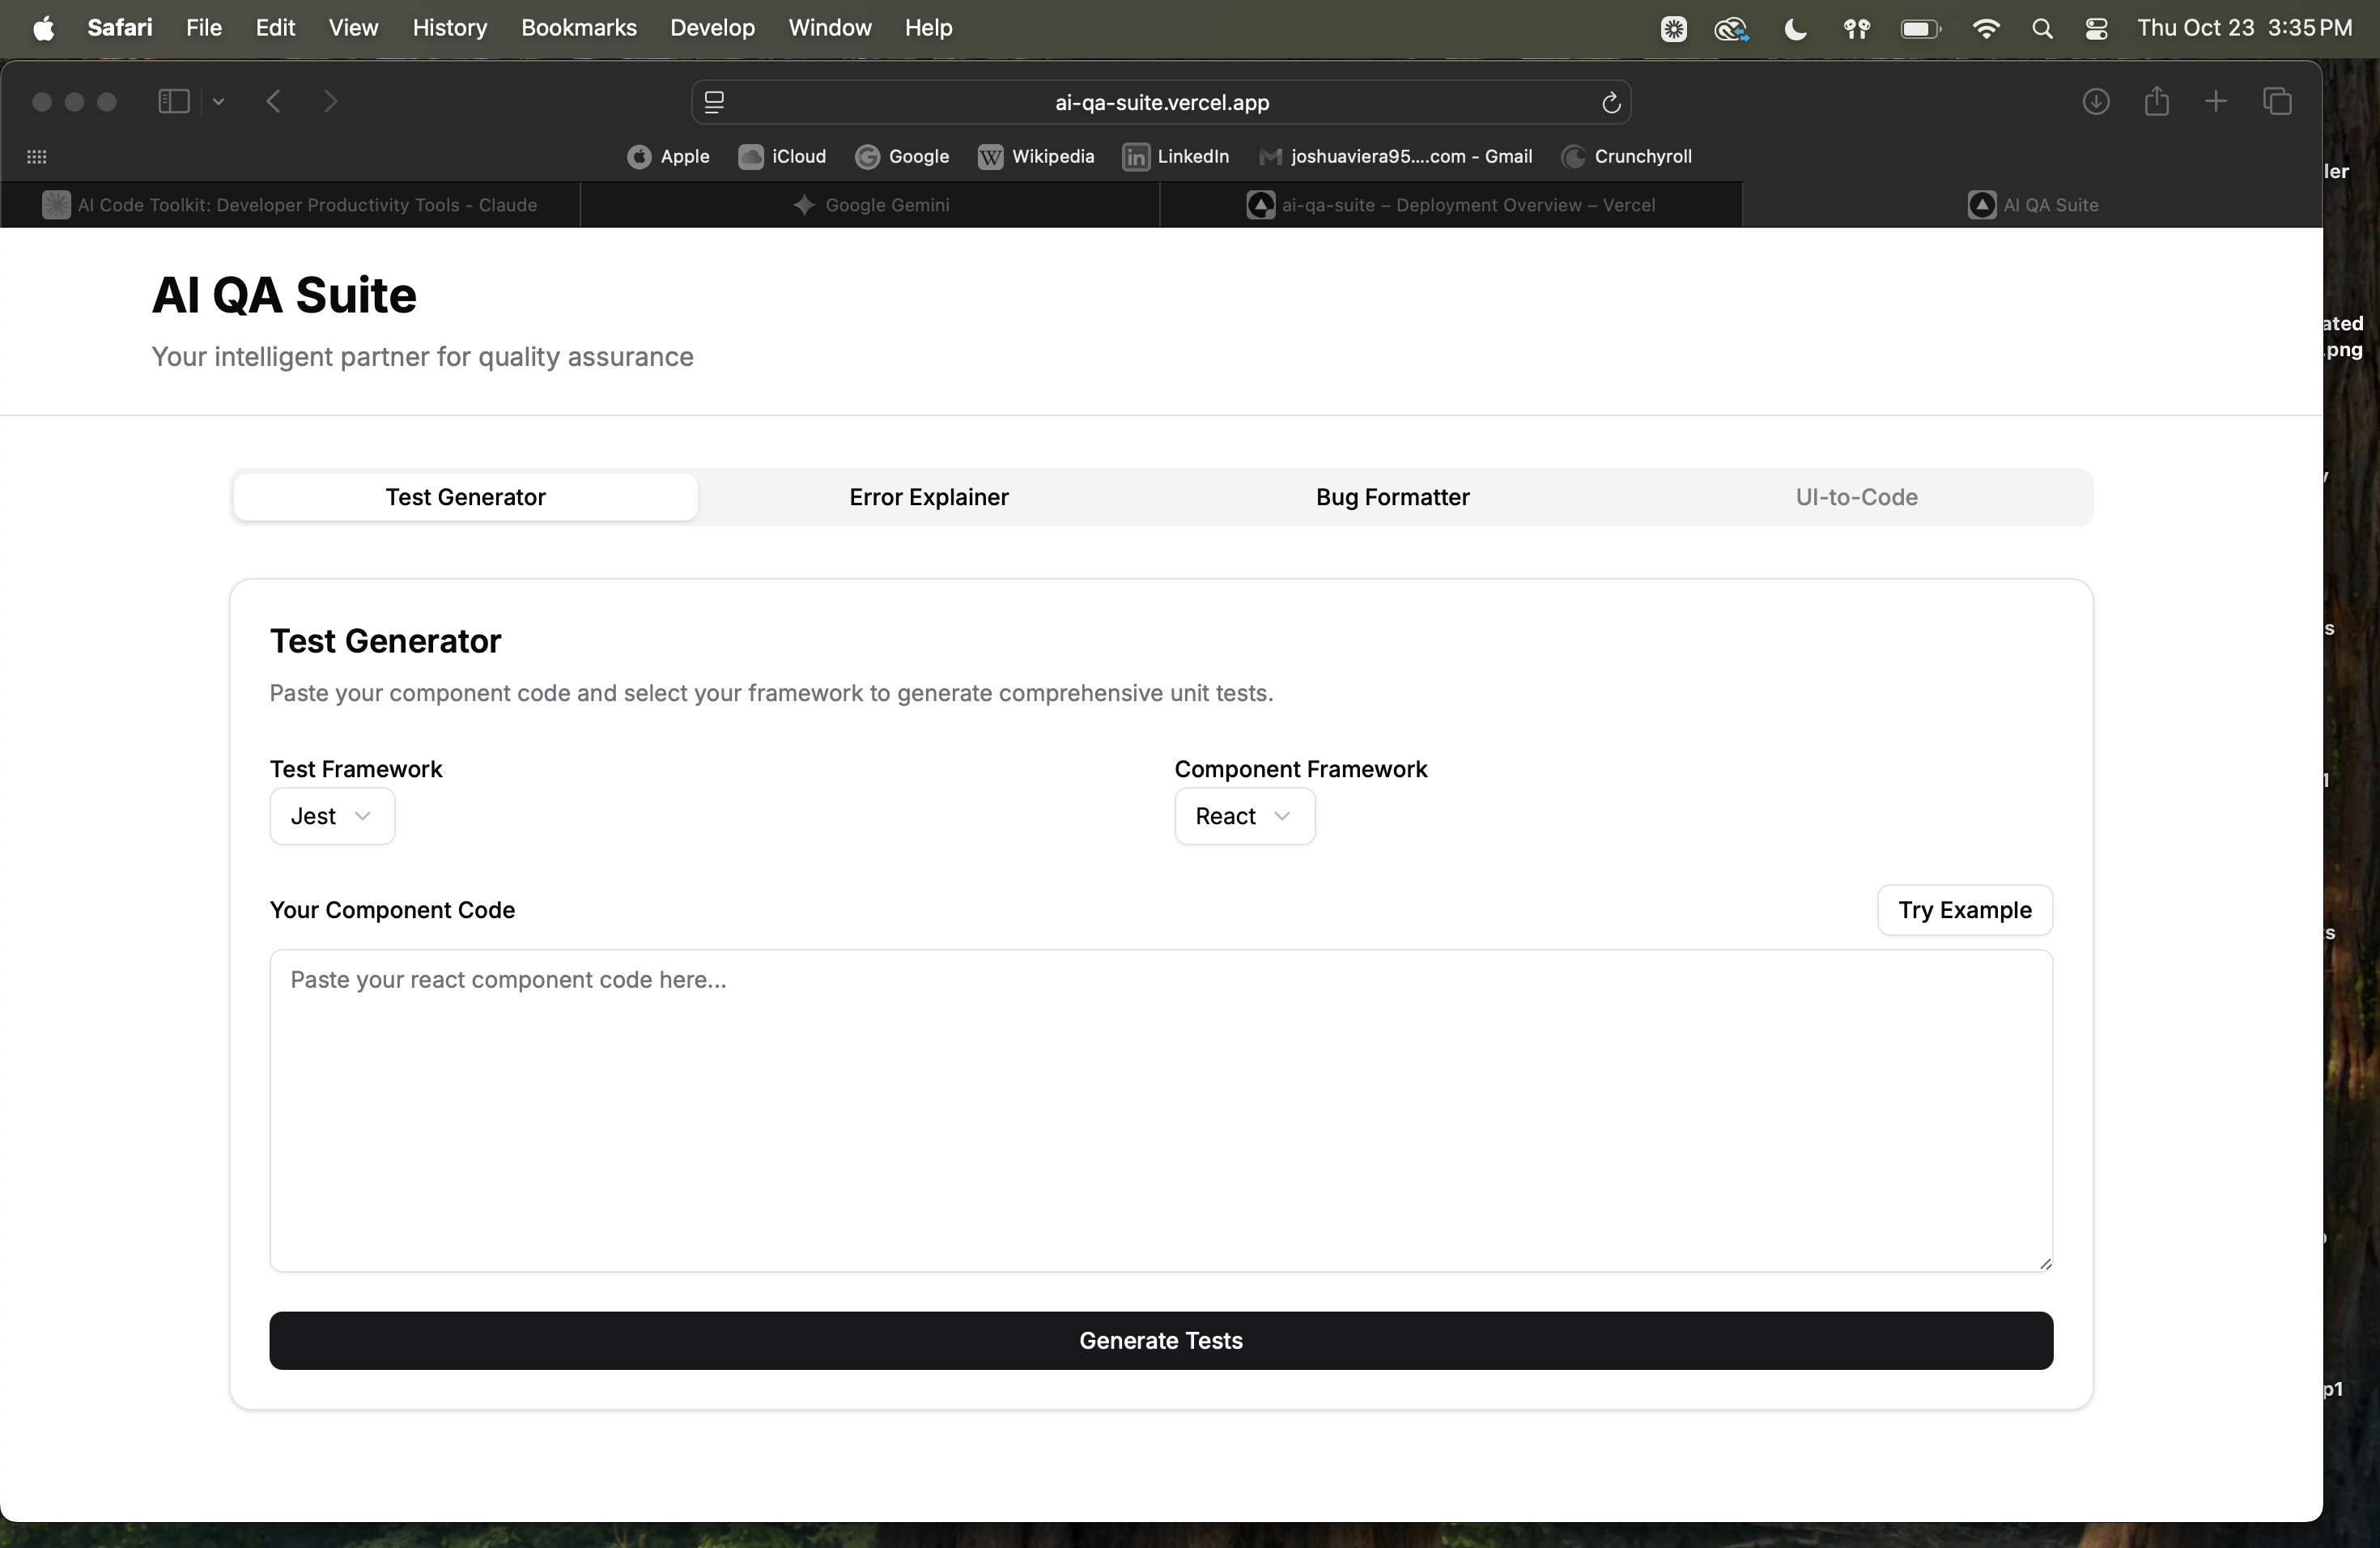 Safari File Edit View History Bookmarks Develop Window Help Thu Oct 23 3:35 PM
ai-qa-suite.vercel.app
Apple iCloud Google Wikipedia LinkedIn joshuaviera95....com - Gmail Crunchyroll
AI Code Toolkit: Developer Productivity Tools - Claude Google Gemini ai-qa-suite – Deployment Overview – Vercel AI QA Suite
AI QA Suite
Your intelligent partner for quality assurance
Test Generator Error Explainer Bug Formatter UI-to-Code
Test Generator
Paste your component code and select your framework to generate comprehensive unit tests.
Test Framework Component Framework
Jest React
Your Component Code Try Example
Paste your react component code here...
Generate Tests
ler
ated
.png
s
p1